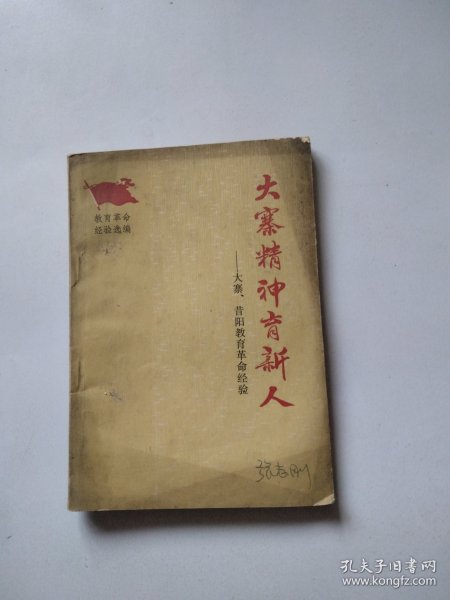 教育革命
经验选编
大寨精神育新人
——大寨、昔阳教育革命经验
孔夫子旧书网
www.kongfz.com